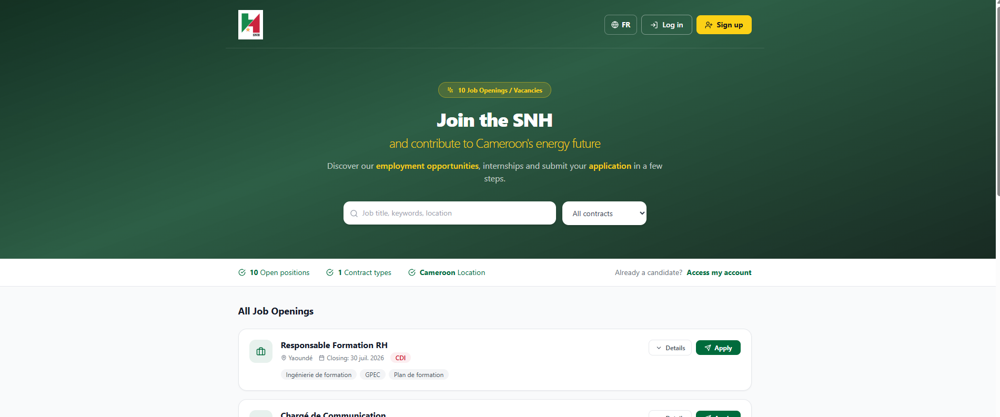 SNH
FR
Log in
Sign up
10 Job Openings / Vacancies
Join the SNH
and contribute to Cameroon's energy future
Discover our employment opportunities, internships and submit your application in a few
steps.
Job title, keywords, location
All contracts
10 Open positions
1 Contract types
Cameroon Location
Already a candidate? Access my account
All Job Openings
Responsable Formation RH
Details
Apply
Yaoundé
Closing: 30 juil. 2026
CDI
Ingénierie de formation
GPEC
Plan de formation
Chargé de Communication
Details
Apply